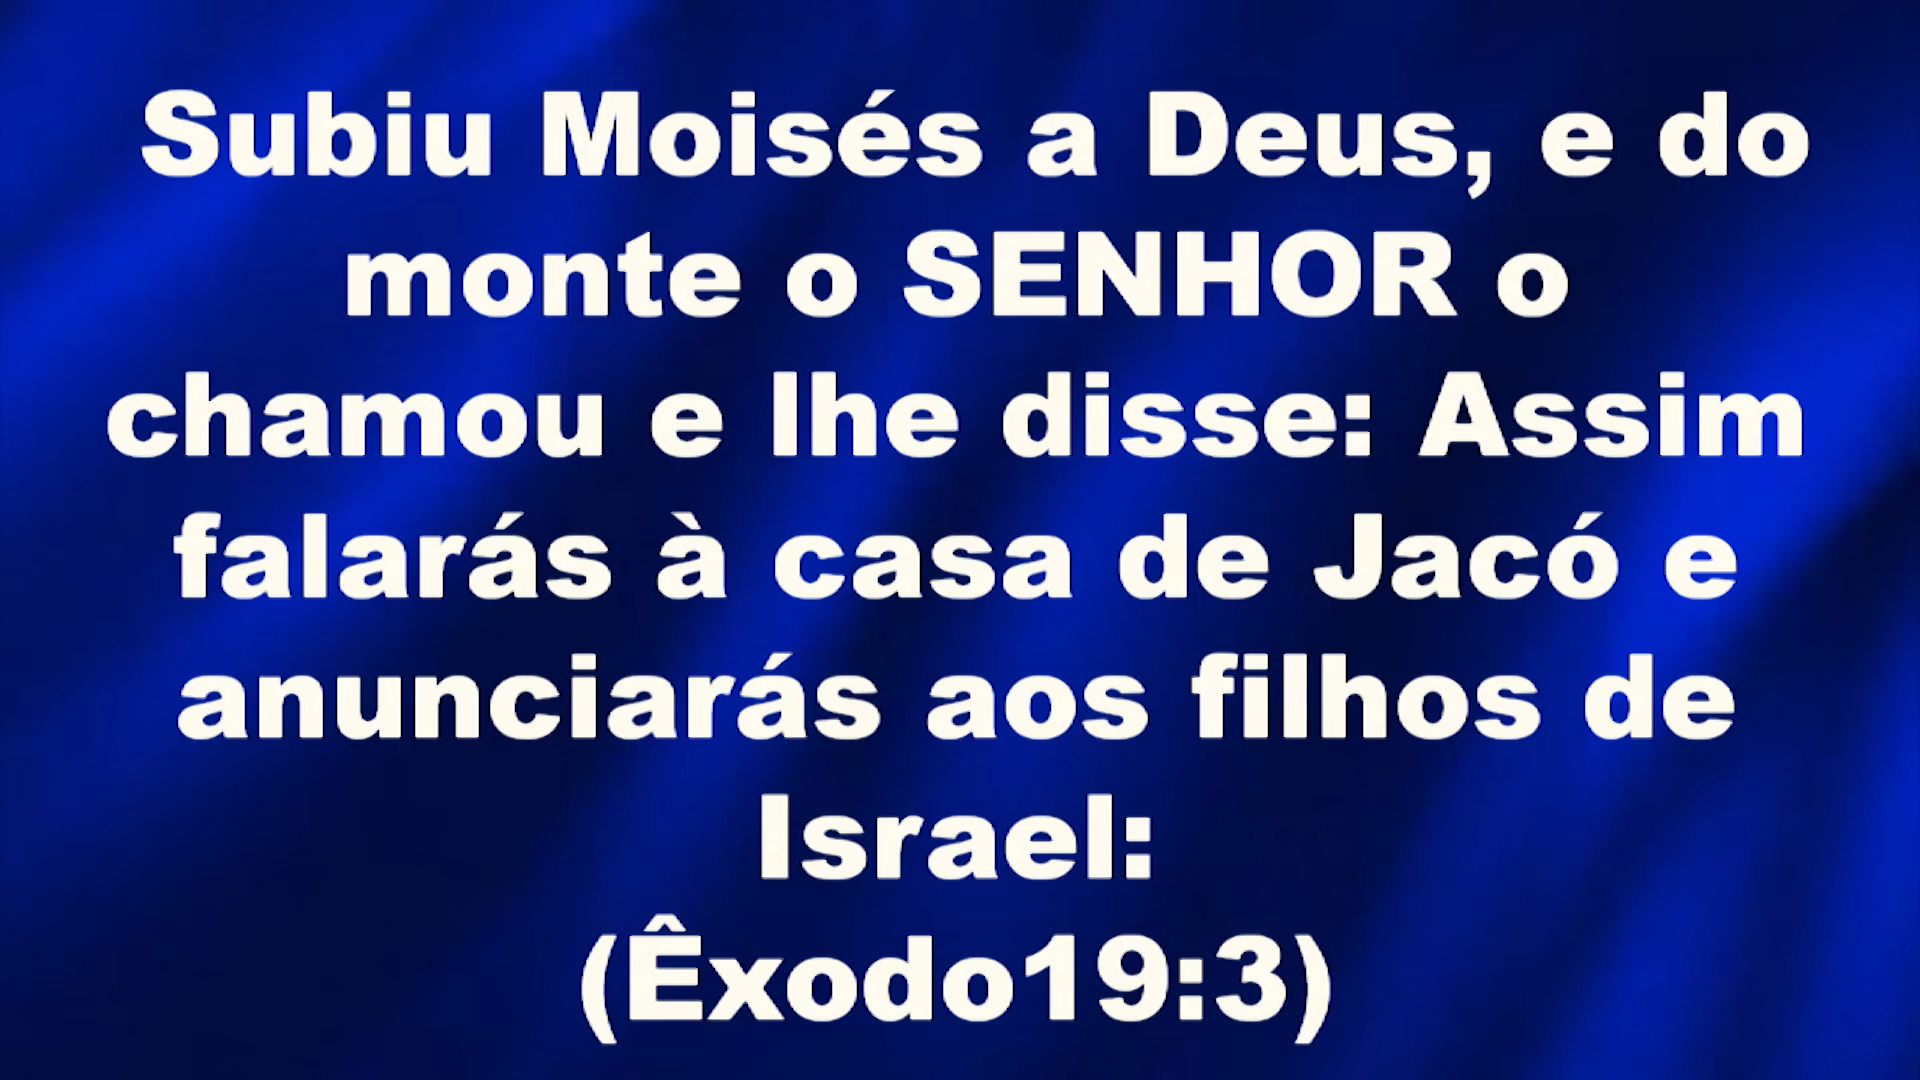 Subiu Moisés a Deus, e do
monte o SENHOR o
chamou e lhe disse: Assim
falarás à casa de Jacó e
anunciarás aos filhos de
Israel:
(Êxodo19:3)